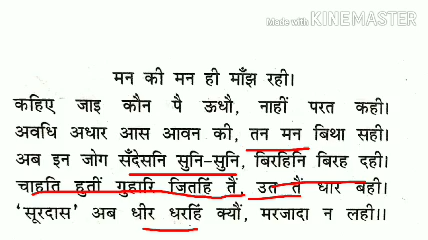 Made with KINEMASTER
मन की मन ही माँझ रही।
कहिए जाइ कौन पै ऊधौ, नाहीं परत कही।
अवधि अधार आस आवन की, तन मन बिथा सही।
अब इन जोग सँदेसनि सुनि-सुनि, बिरहिनि बिरह दही।
चाहति हुतीं गुहारि जितहिं तैं, उत तैं धार बही।
‘सूरदास’ अब धीर धरहिं क्यौं, मरजादा न लही।।